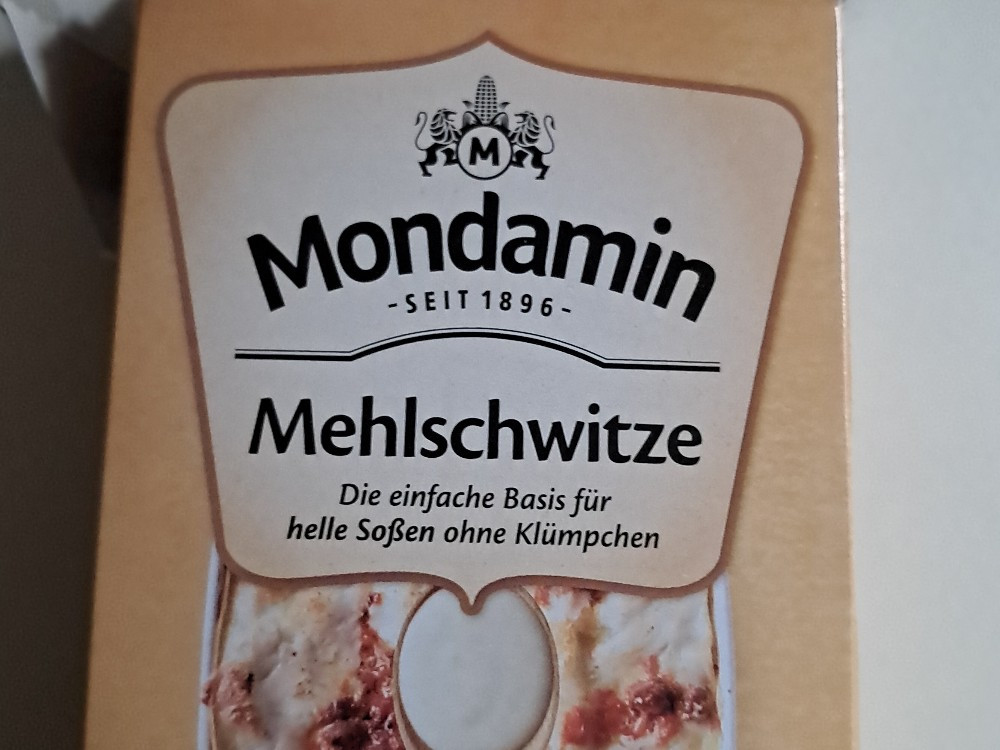 M
Mondamin
-SEIT 1896-
Mehlschwitze
Die einfache Basis für
helle Soßen ohne Klümpchen